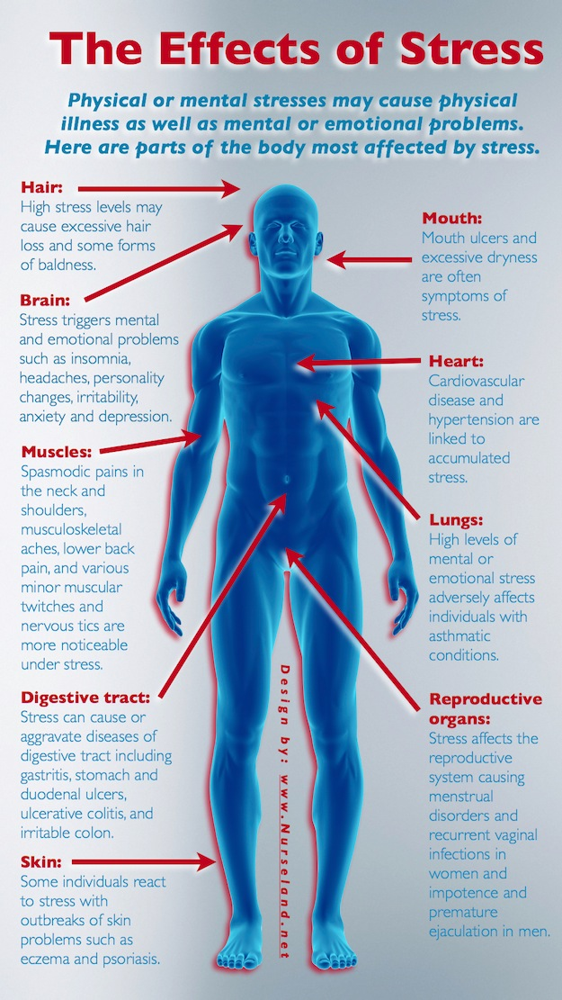 The Effects of Stress
Physical or mental stresses may cause physical
illness as well as mental or emotional problems.
Here are parts of the body most affected by stress.
Hair:
High stress levels may
cause excessive hair
loss and some forms
of baldness.
Brain:
Stress triggers mental
and emotional problems
such as insomnia,
headaches, personality
changes, irritability,
anxiety and depression.
Muscles:
Spasmodic pains in
the neck and
shoulders,
musculoskeletal
aches, lower back
pain, and various
minor muscular
twitches and
nervous tics are
more noticeable
under stress.
Digestive tract:
Stress can cause or
aggravate diseases of
digestive tract including
gastritis, stomach and
duodenal ulcers,
ulcerative colitis, and
irritable colon.
Skin:
Some individuals react
to stress with
outbreaks of skin
problems such as
eczema and psoriasis.
Mouth:
Mouth ulcers and
excessive dryness
are often
symptoms of
stress.
Heart:
Cardiovascular
disease and
hypertension are
linked to
accumulated
stress.
Lungs:
High levels of
mental or
emotional stress
adversely affects
individuals with
asthmatic
conditions.
Reproductive
organs:
Stress affects the
reproductive
system causing
menstrual
disorders and
recurrent vaginal
infections in
women and
impotence and
premature
ejaculation in men.
Design by: www.Nurseland.net